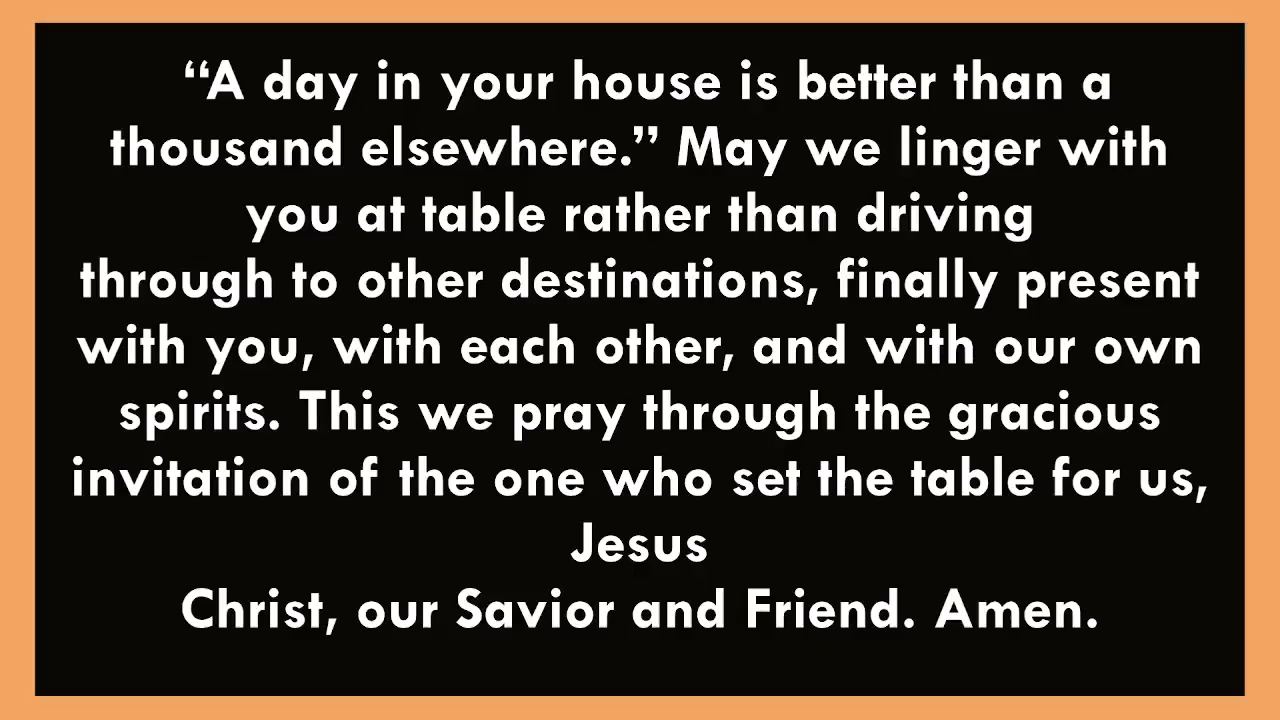 “A day in your house is better than a
thousand elsewhere.” May we linger with
you at table rather than driving
through to other destinations, finally present
with you, with each other, and with our own
spirits. This we pray through the gracious
invitation of the one who set the table for us,
Jesus
Christ, our Savior and Friend. Amen.